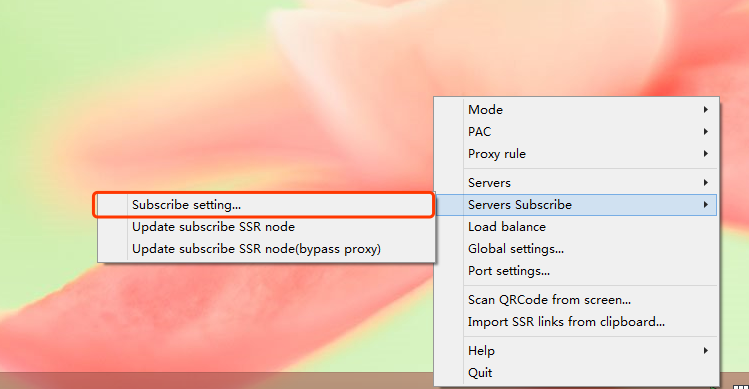 Mode
PAC
Proxy rule
Servers
Servers Subscribe
Load balance
Global settings...
Port settings...
Scan QRCode from screen...
Import SSR links from clipboard...
Help
Quit
Subscribe setting...
Update subscribe SSR node
Update subscribe SSR node(bypass proxy)